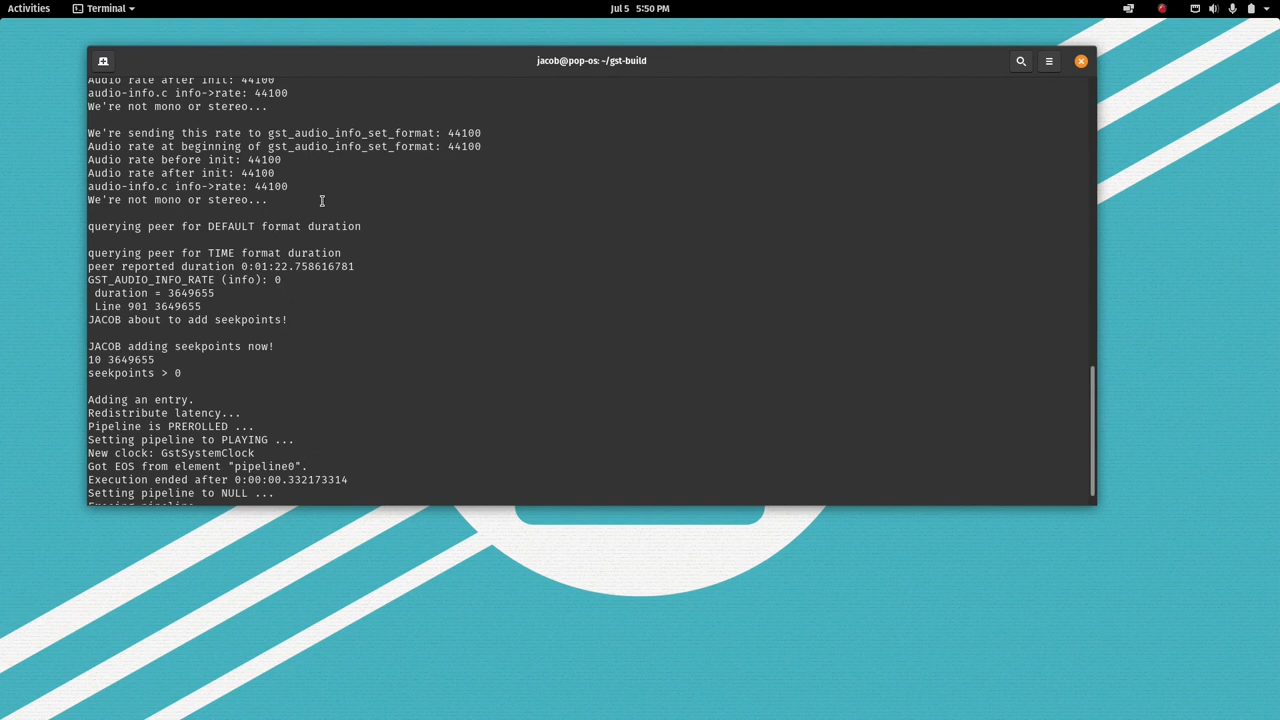 Activities
Terminal
Jul 5 5:50 PM
jacob@pop-os: ~/gst-build
Audio rate after init: 44100
audio-info.c info->rate: 44100
We're not mono or stereo...
We're sending this rate to gst_audio_info_set_format: 44100
Audio rate at beginning of gst_audio_info_set_format: 44100
Audio rate before init: 44100
Audio rate after init: 44100
audio-info.c info->rate: 44100
We're not mono or stereo...
querying peer for DEFAULT format duration
querying peer for TIME format duration
peer reported duration 0:01:22.758616781
GST_AUDIO_INFO_RATE (info): 0
duration = 3649655
Line 901 3649655
JACOB about to add seekpoints!
JACOB adding seekpoints now!
10 3649655
seekpoints > 0
Adding an entry.
Redistribute latency...
Pipeline is PREROLLED ...
Setting pipeline to PLAYING ...
New clock: GstSystemClock
Got EOS from element "pipeline0".
Execution ended after 0:00:00.332173314
Setting pipeline to NULL ...